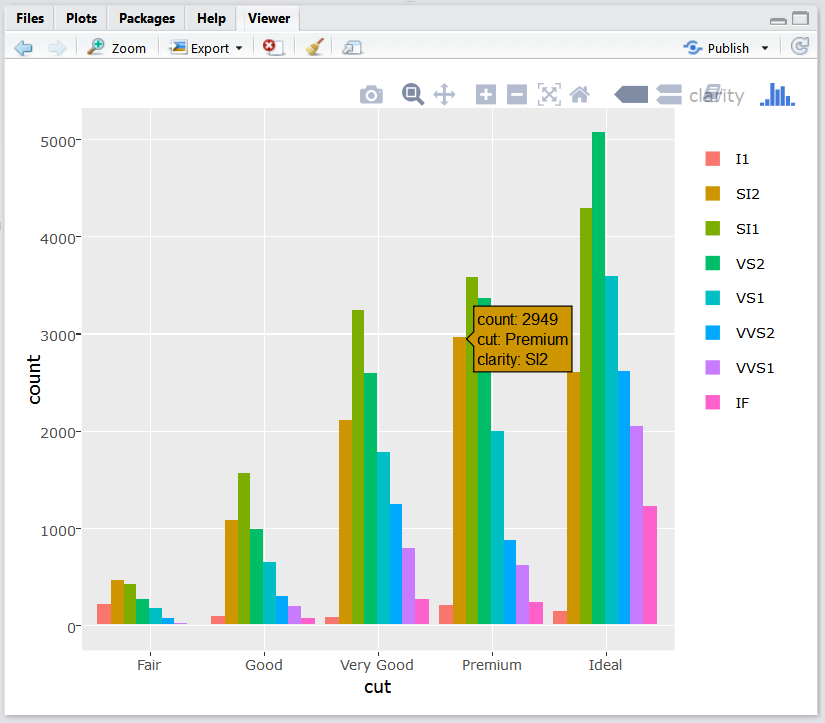 Files Plots Packages Help Viewer
Zoom Export Publish
clarity
I1
SI2
SI1
VS2
VS1
VVS2
VVS1
IF
5000
4000
3000
2000
1000
0
count
count: 2949
cut: Premium
clarity: SI2
Fair Good Very Good Premium Ideal
cut